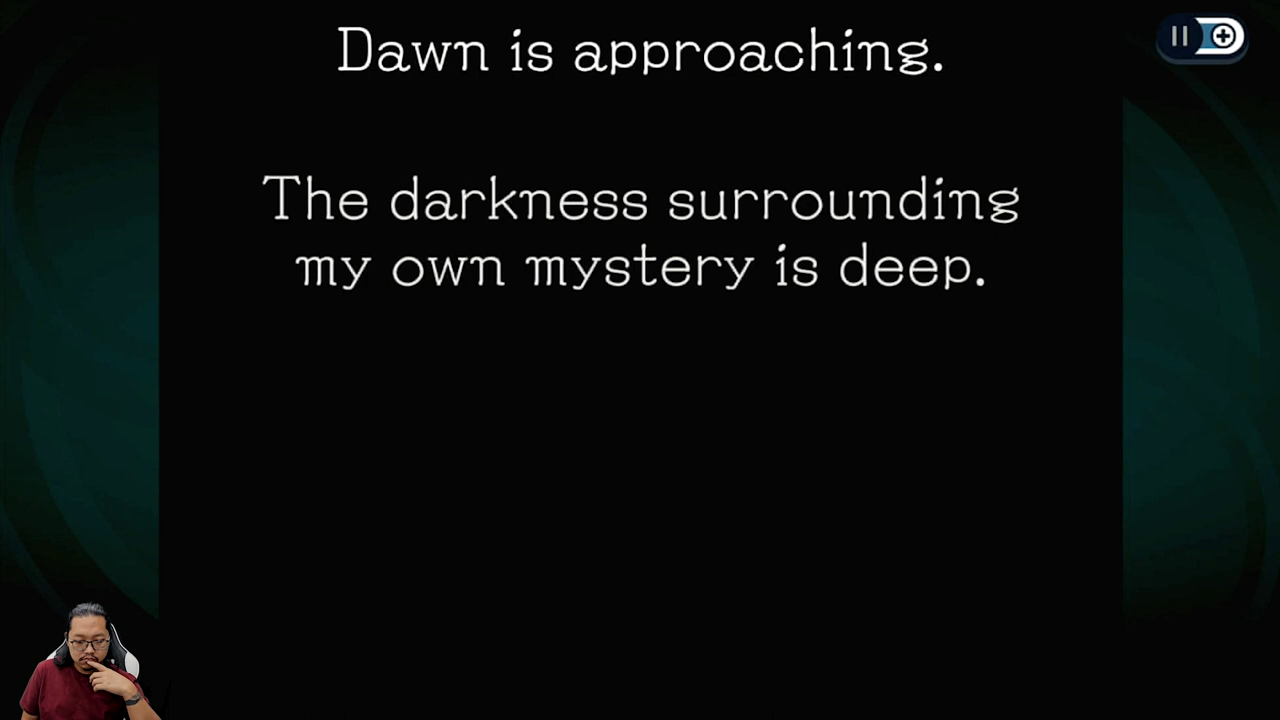 Dawn is approaching.
The darkness surrounding
my own mystery is deep.